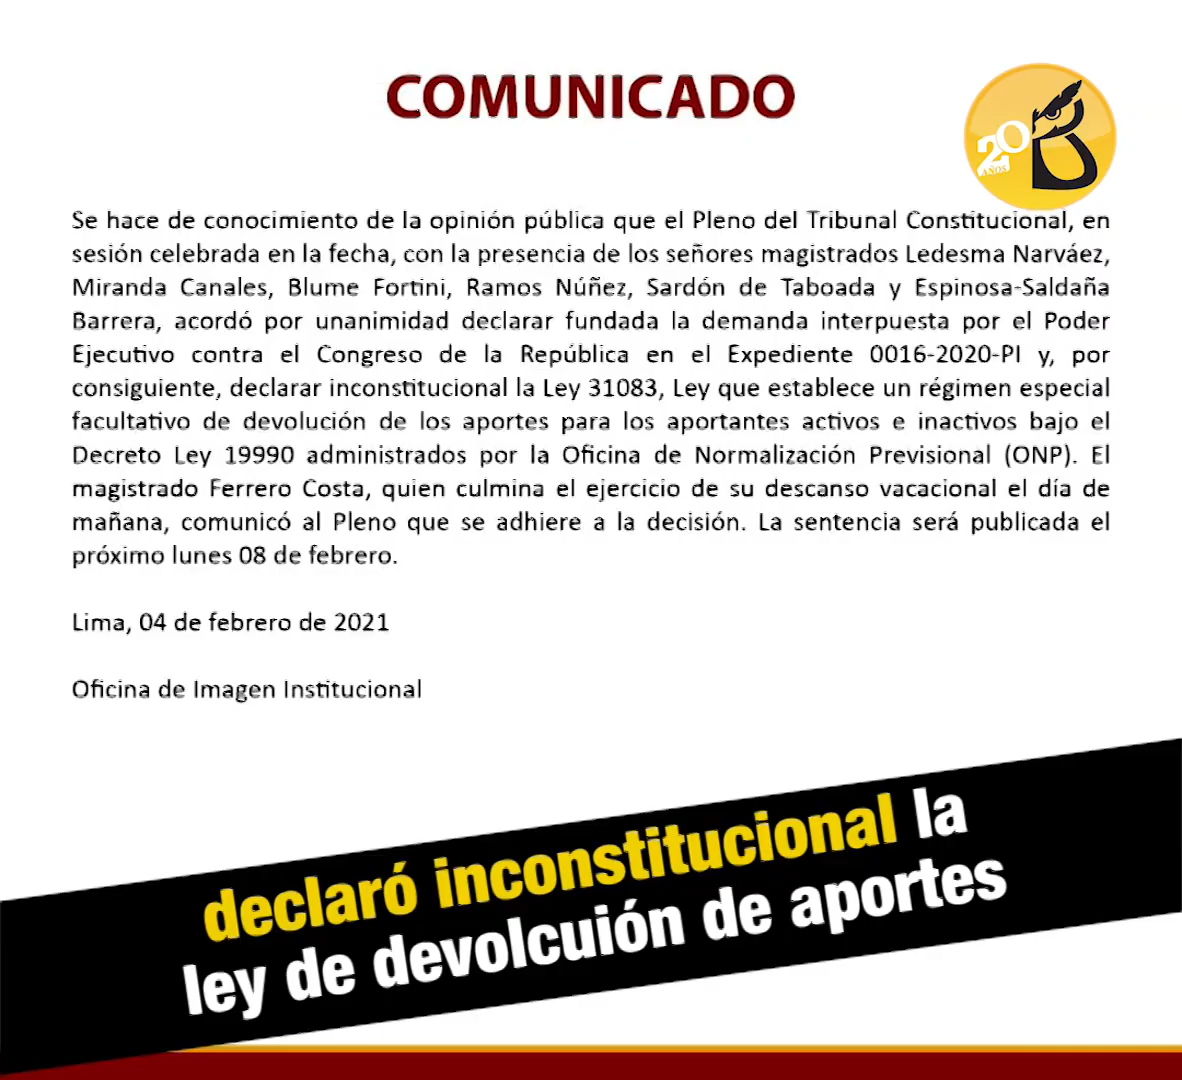 COMUNICADO
20
AÑOS
B
Se hace de conocimiento de la opinión pública que el Pleno del Tribunal Constitucional, en
sesión celebrada en la fecha, con la presencia de los señores magistrados Ledesma Narváez,
Miranda Canales, Blume Fortini, Ramos Núñez, Sardón de Taboada y Espinosa-Saldaña
Barrera, acordó por unanimidad declarar fundada la demanda interpuesta por el Poder
Ejecutivo contra el Congreso de la República en el Expediente 0016-2020-PI y, por
consiguiente, declarar inconstitucional la Ley 31083, Ley que establece un régimen especial
facultativo de devolución de los aportes para los aportantes activos e inactivos bajo el
Decreto Ley 19990 administrados por la Oficina de Normalización Previsional (ONP). El
magistrado Ferrero Costa, quien culmina el ejercicio de su descanso vacacional el día de
mañana, comunicó al Pleno que se adhiere a la decisión. La sentencia será publicada el
próximo lunes 08 de febrero.
Lima, 04 de febrero de 2021
Oficina de Imagen Institucional
declaró inconstitucional la
ley de devolcuión de aportes